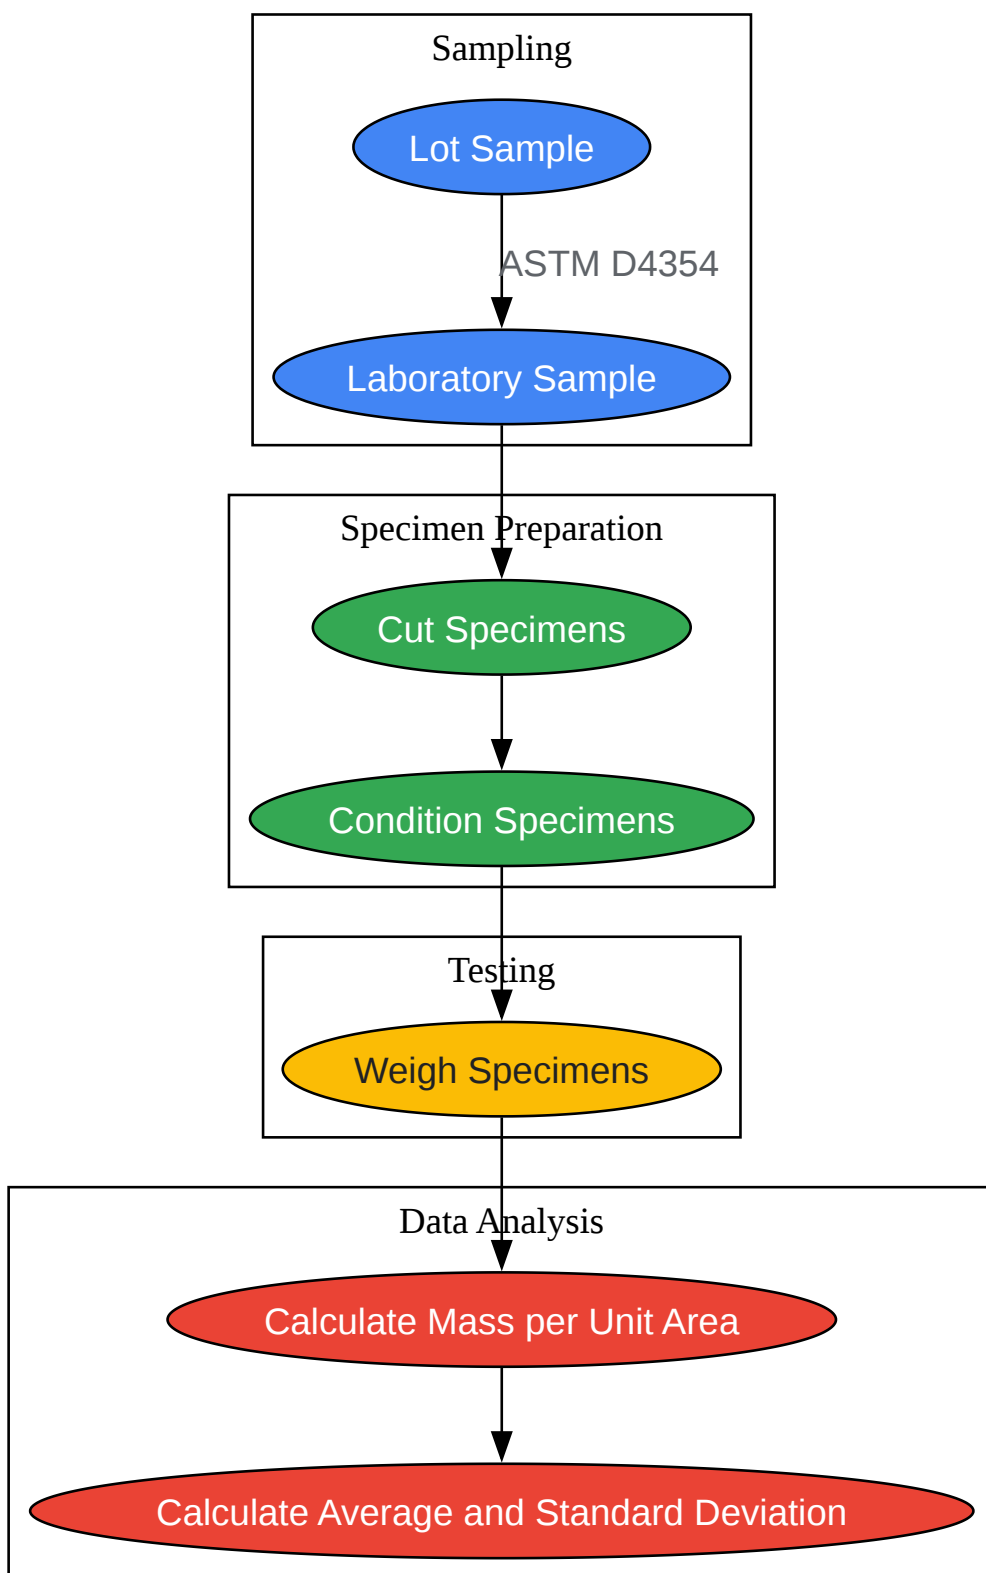 Sampling
Lot Sample
ASTM D4354
Laboratory Sample
Specimen Preparation
Cut Specimens
Condition Specimens
Testing
Weigh Specimens
Data Analysis
Calculate Mass per Unit Area
Calculate Average and Standard Deviation